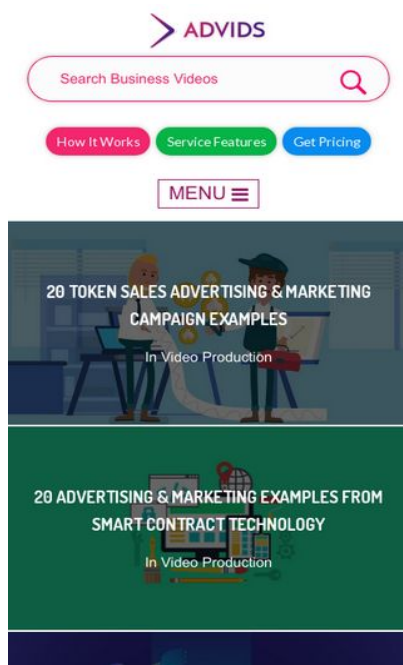 ADVIDS
Search Business Videos
How It Works Service Features Get Pricing
MENU
20 TOKEN SALES ADVERTISING & MARKETING
CAMPAIGN EXAMPLES
In Video Production
20 ADVERTISING & MARKETING EXAMPLES FROM
SMART CONTRACT TECHNOLOGY
In Video Production